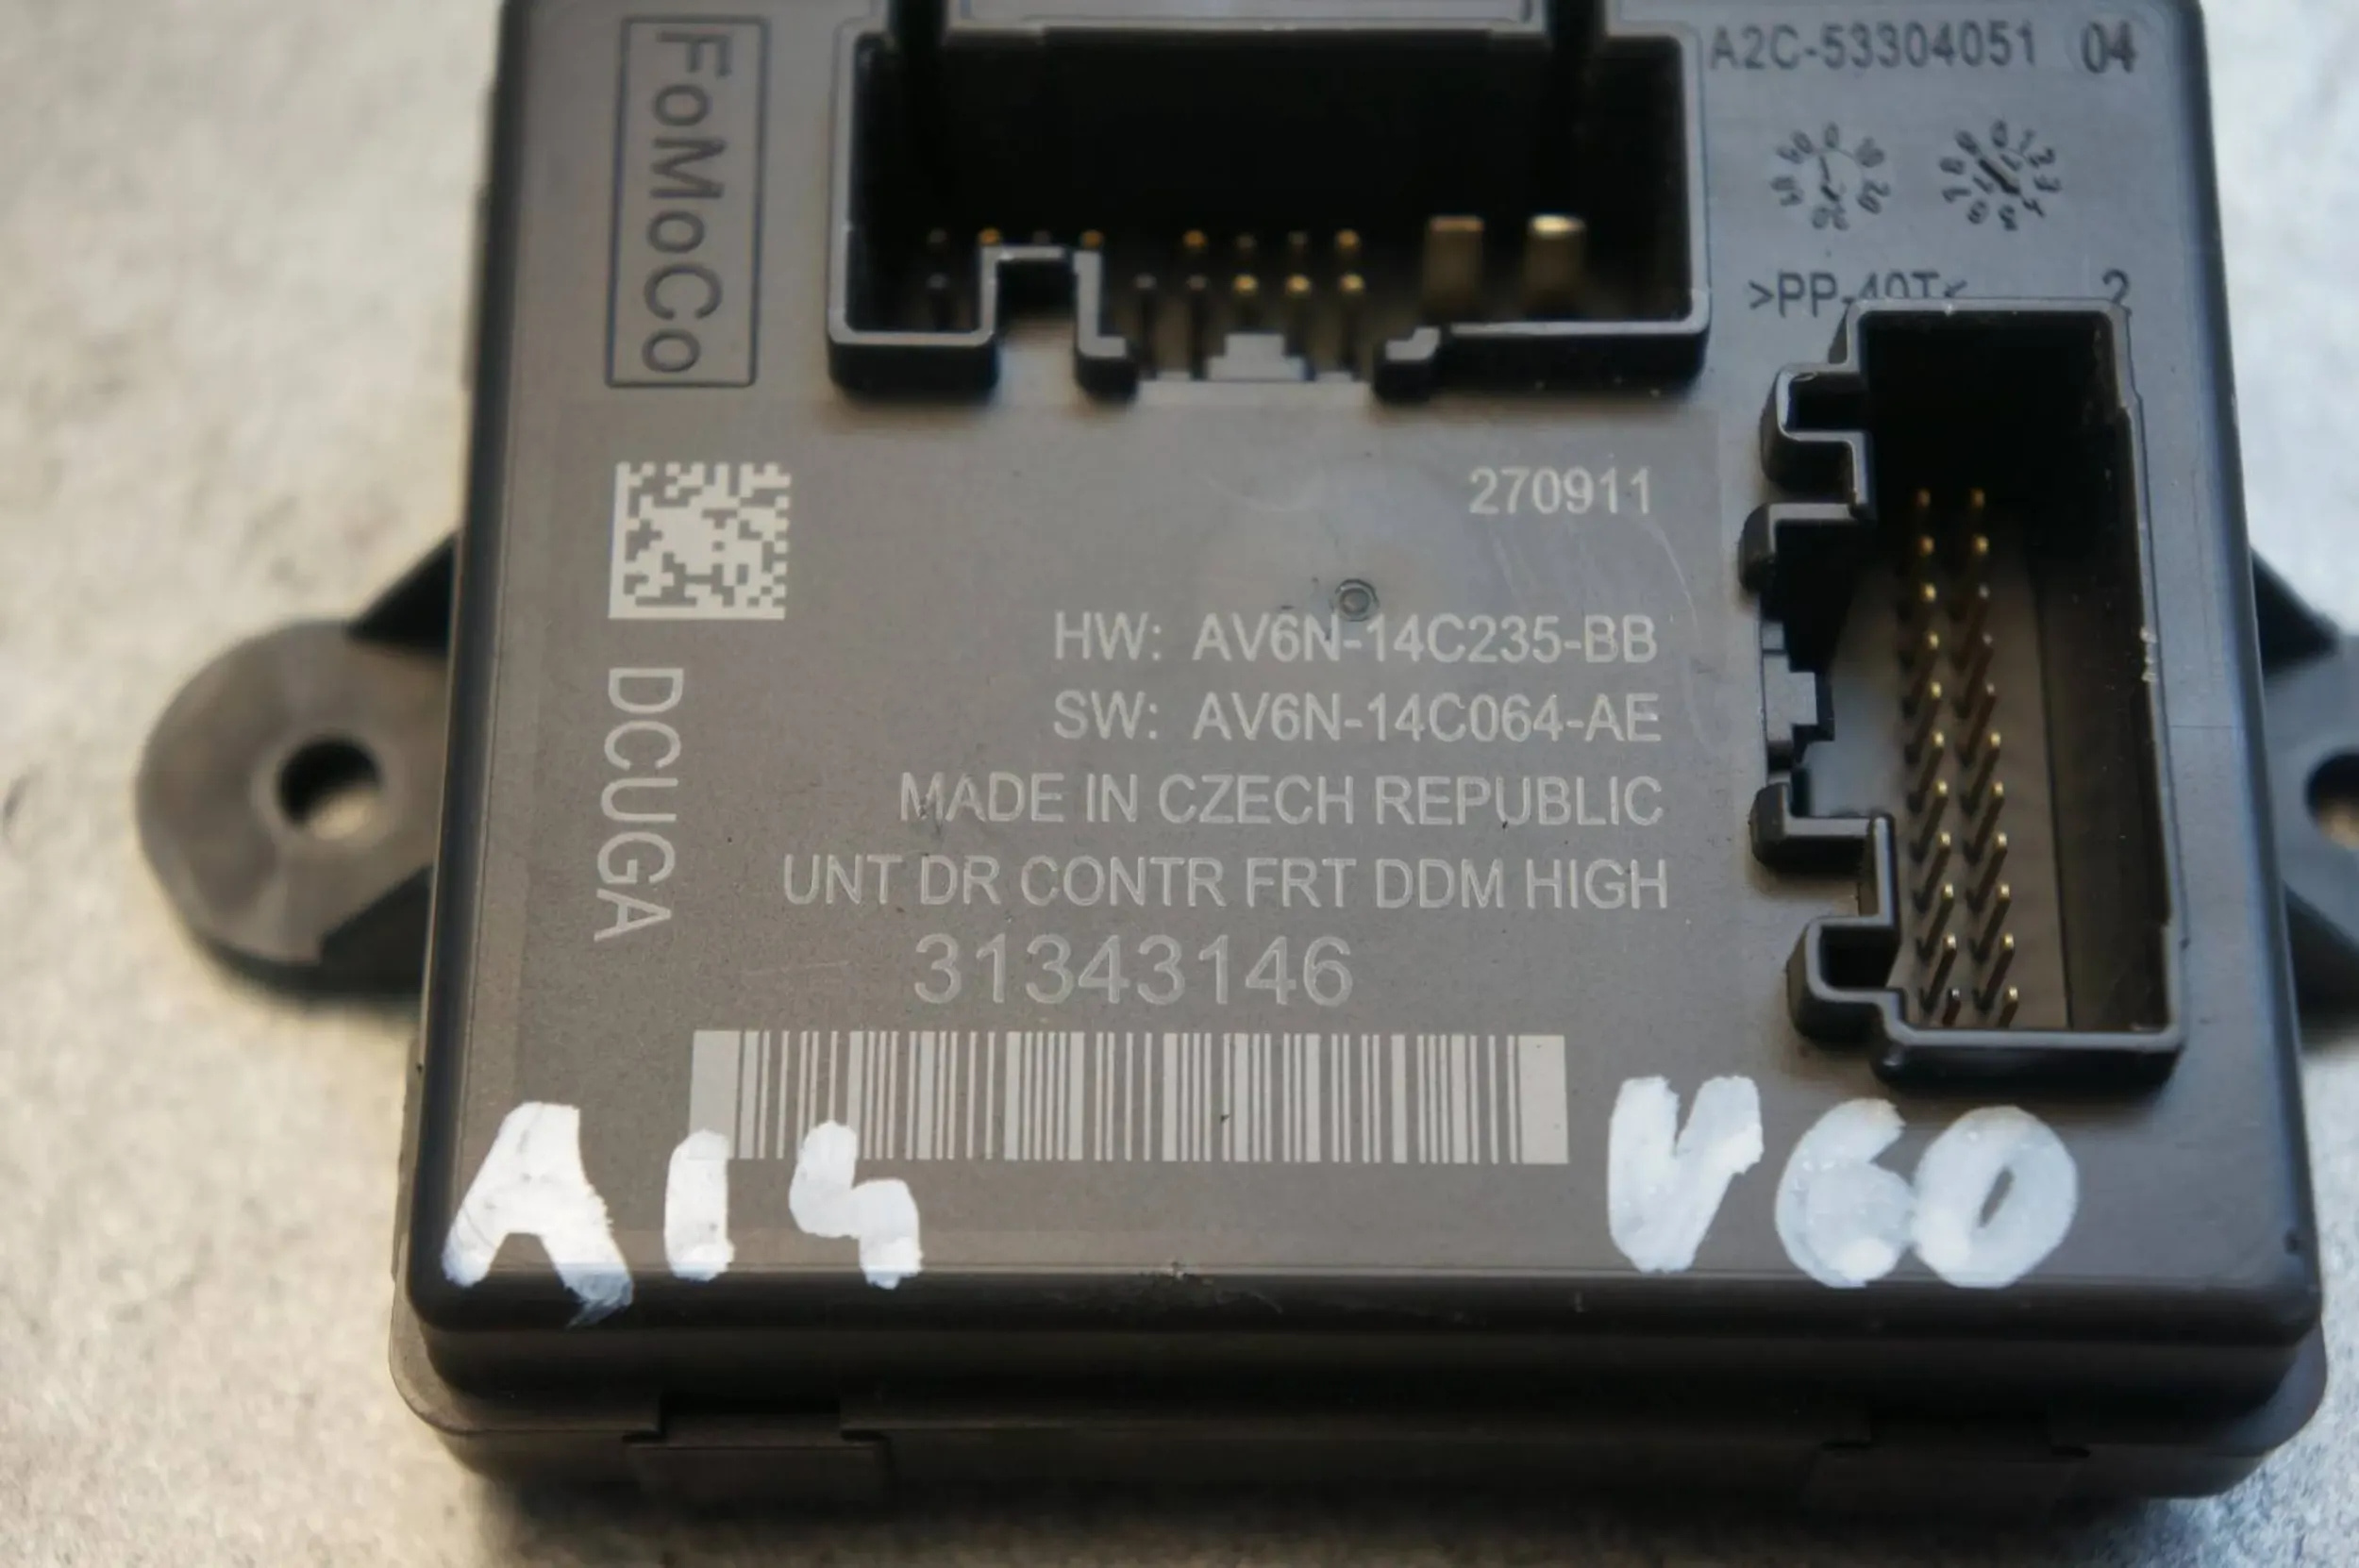 FoMoCo
A2C-53304051 04
>PP-40T<
2
270911
HW: AV6N-14C235-BB
SW: AV6N-14C064-AE
MADE IN CZECH REPUBLIC
UNT DR CONTR FRT DDM HIGH
31343146
DCUGA
A14
V60